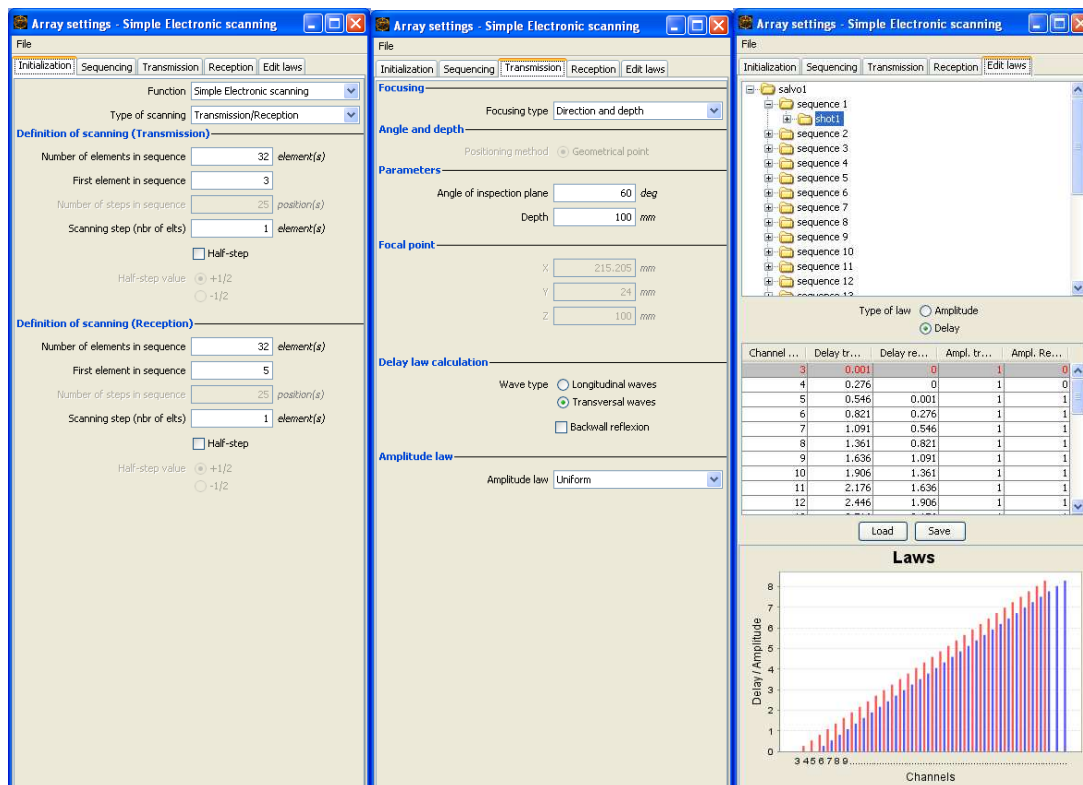 Array settings - Simple Electronic scanning
File
Initialization Sequencing Transmission Reception Edit laws
Function Simple Electronic scanning
Type of scanning Transmission/Reception
Definition of scanning (Transmission)
Number of elements in sequence 32 element(s)
First element in sequence 3
Number of steps in sequence 25 position(s)
Scanning step (nbr of elts) 1 element(s)
Half-step
Half-step value +1/2
-1/2
Definition of scanning (Reception)
Number of elements in sequence 32 element(s)
First element in sequence 5
Number of steps in sequence 25 position(s)
Scanning step (nbr of elts) 1 element(s)
Half-step
Half-step value +1/2
-1/2
Array settings - Simple Electronic scanning
File
Initialization Sequencing Transmission Reception Edit laws
Focusing
Focusing type Direction and depth
Angle and depth
Positioning method Geometrical point
Parameters
Angle of inspection plane 60 deg
Depth 100 mm
Focal point
X 215.205 mm
Y 24 mm
Z 100 mm
Delay law calculation
Wave type Longitudinal waves
Transversal waves
Backwall reflexion
Amplitude law
Amplitude law Uniform
Array settings - Simple Electronic scanning
File
Initialization Sequencing Transmission Reception Edit laws
salvo1
sequence 1
shot1
sequence 2
sequence 3
sequence 4
sequence 5
sequence 6
sequence 7
sequence 8
sequence 9
sequence 10
sequence 11
sequence 12
Type of law Amplitude
Delay
Channel ... Delay tr... Delay re... Ampl. tr... Ampl. Re...
3 0.001 0 1 0
4 0.276 0 1 0
5 0.546 0.001 1 1
6 0.821 0.276 1 1
7 1.091 0.546 1 1
8 1.361 0.821 1 1
9 1.636 1.091 1 1
10 1.906 1.361 1 1
11 2.176 1.636 1 1
12 2.446 1.906 1 1
Load Save
Laws
Delay / Amplitude
8
7
6
5
4
3
2
1
0
3 4 5 6 7 8 9
Channels